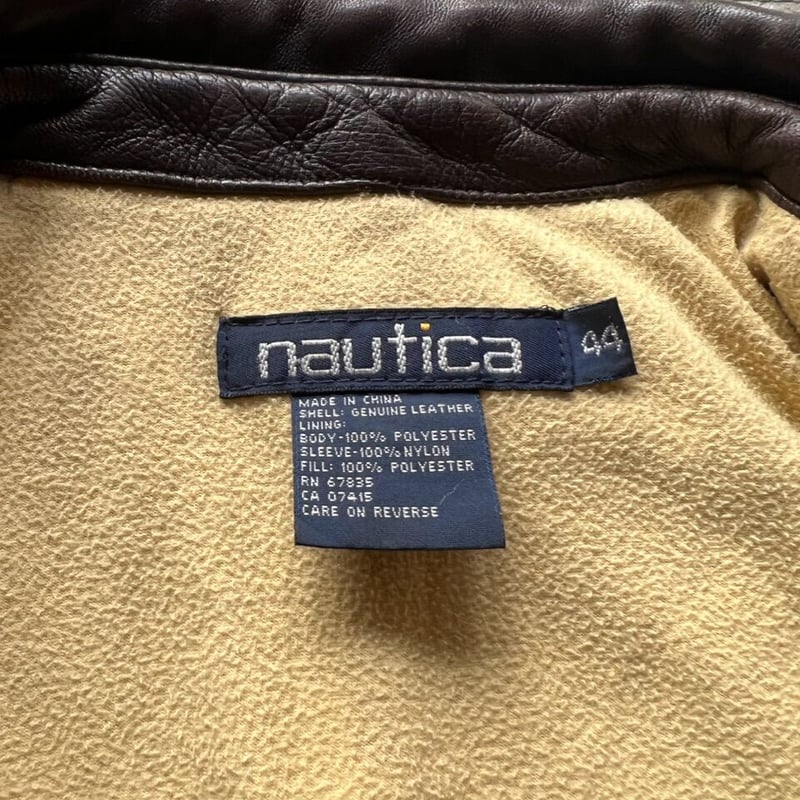 nautica
44
MADE IN CHINA
SHELL: GENUINE LEATHER
LINING:
BODY-100% POLYESTER
SLEEVE-100% NYLON
FILL: 100% POLYESTER
RN 67835
CA 07415
CARE ON REVERSE